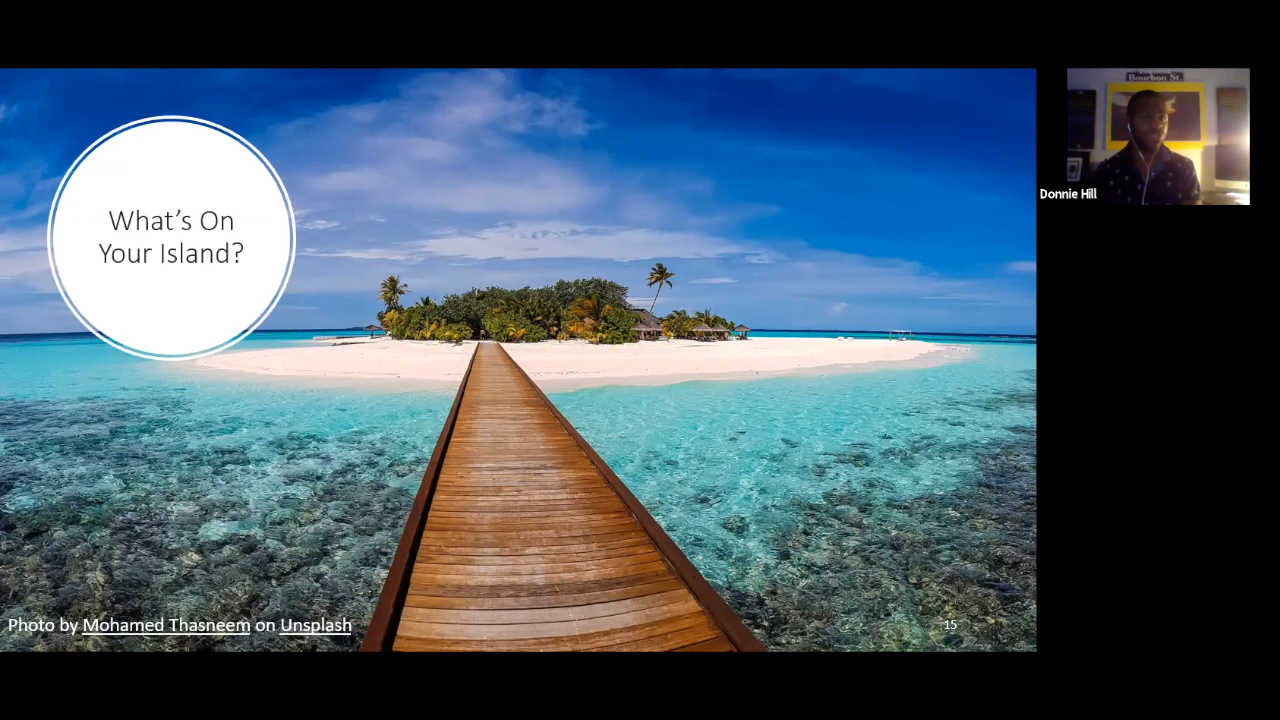 What's On
Your Island?
Bourbon St.
Donnie Hill
Photo by Mohamed Thasneem on Unsplash
15